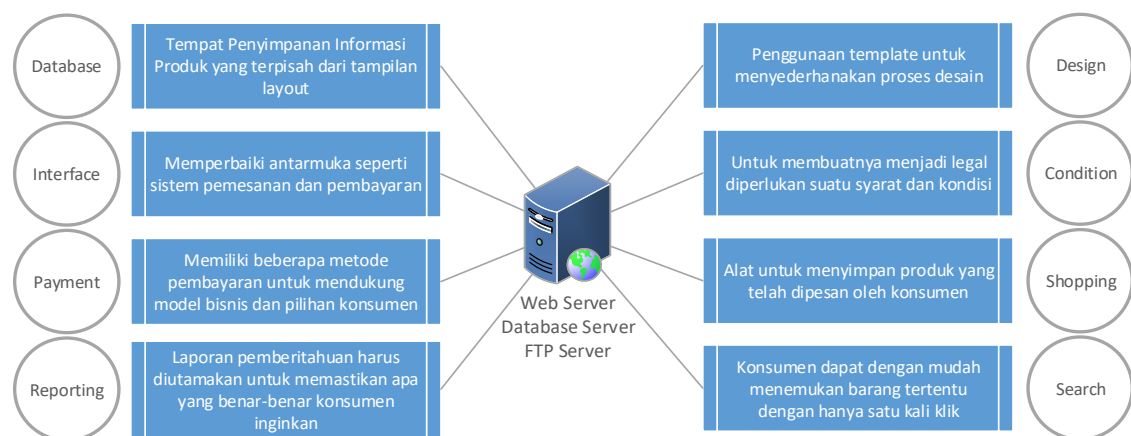 Database
Tempat Penyimpanan Informasi
Produk yang terpisah dari tampilan
layout
Interface
Memperbaiki antarmuka seperti
sistem pemesanan dan pembayaran
Payment
Memiliki beberapa metode
pembayaran untuk mendukung
model bisnis dan pilihan konsumen
Reporting
Laporan pemberitahuan harus
diutamakan untuk memastikan apa
yang benar-benar konsumen
inginkan
Web Server
Database Server
FTP Server
Penggunaan template untuk
menyederhanakan proses desain
Design
Untuk membuatnya menjadi legal
diperlukan suatu syarat dan kondisi
Condition
Alat untuk menyimpan produk yang
telah dipesan oleh konsumen
Shopping
Konsumen dapat dengan mudah
menemukan barang tertentu
dengan hanya satu kali klik
Search